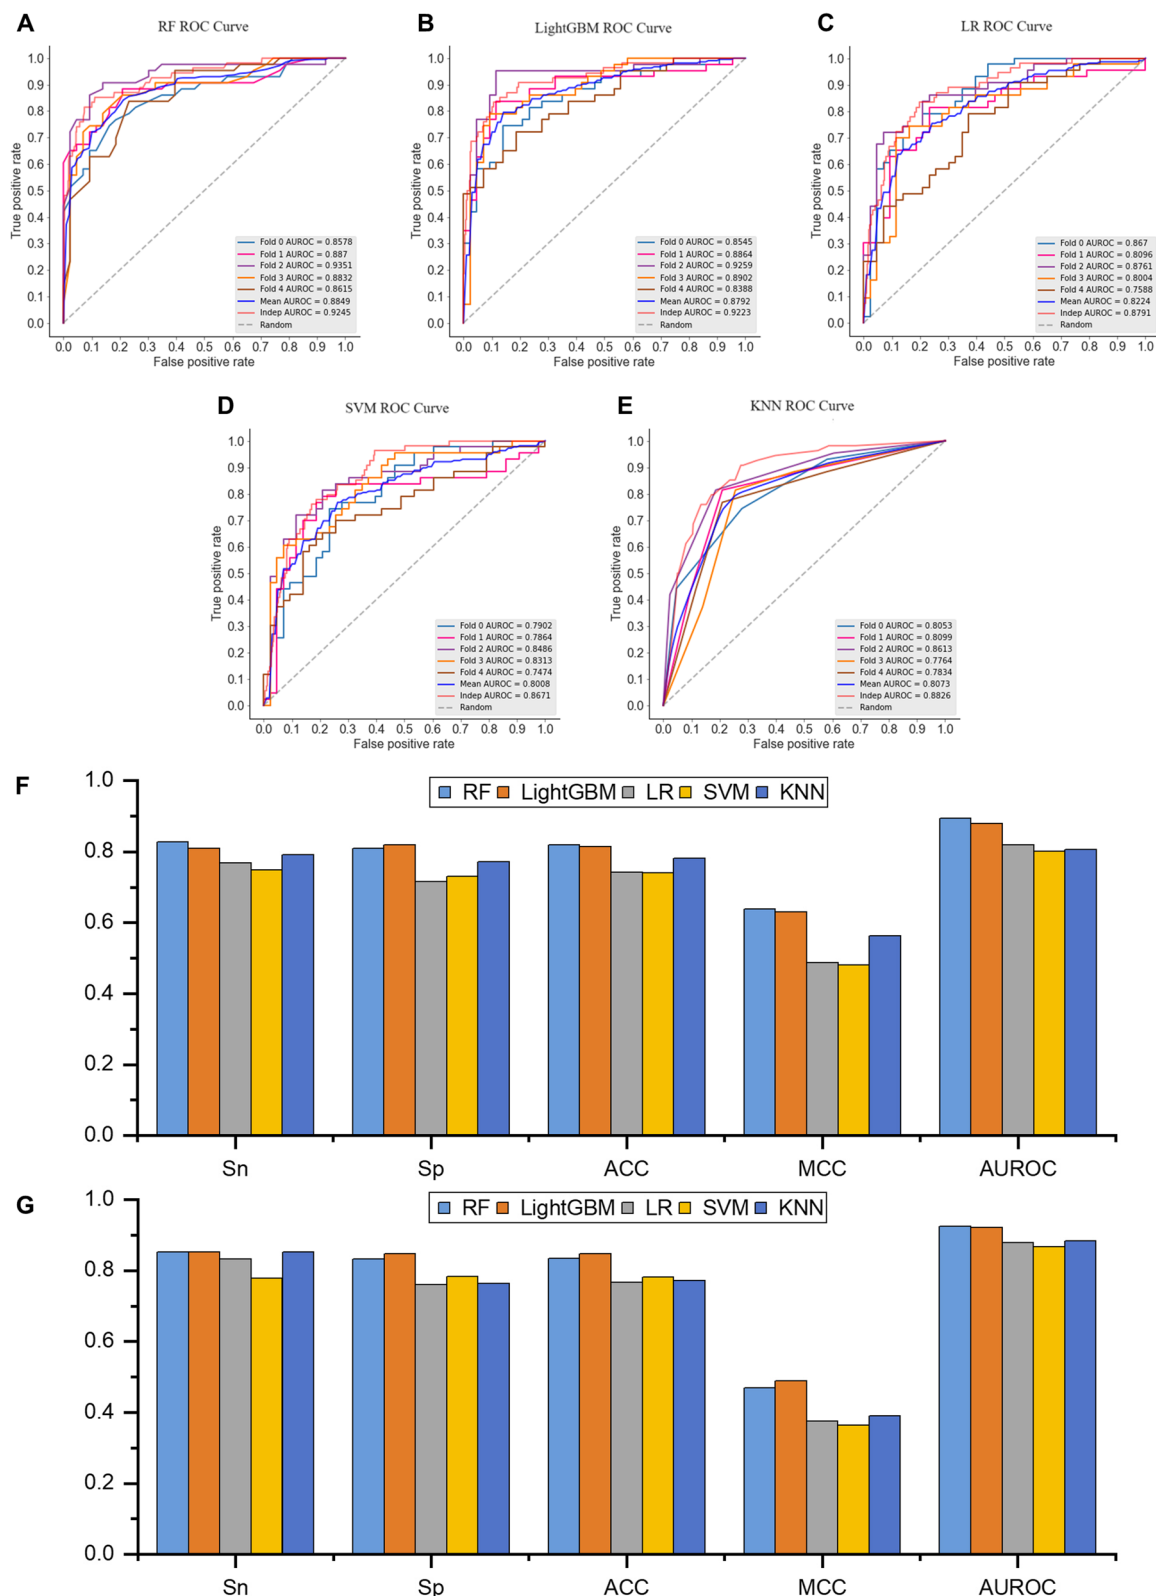 A
RF ROC Curve
True positive rate
1.0
0.9
0.8
0.7
0.6
0.5
0.4
0.3
0.2
0.1
0.0
Fold 0 AUROC = 0.8578
Fold 1 AUROC = 0.887
Fold 2 AUROC = 0.9351
Fold 3 AUROC = 0.8832
Fold 4 AUROC = 0.8615
Mean AUROC = 0.8849
Indep AUROC = 0.9245
Random
0.0 0.1 0.2 0.3 0.4 0.5 0.6 0.7 0.8 0.9 1.0
False positive rate
B
LightGBM ROC Curve
True positive rate
1.0
0.9
0.8
0.7
0.6
0.5
0.4
0.3
0.2
0.1
0.0
Fold 0 AUROC = 0.8545
Fold 1 AUROC = 0.8864
Fold 2 AUROC = 0.9259
Fold 3 AUROC = 0.8902
Fold 4 AUROC = 0.8388
Mean AUROC = 0.8792
Indep AUROC = 0.9223
Random
0.0 0.1 0.2 0.3 0.4 0.5 0.6 0.7 0.8 0.9 1.0
False positive rate
C
LR ROC Curve
True positive rate
1.0
0.9
0.8
0.7
0.6
0.5
0.4
0.3
0.2
0.1
0.0
Fold 0 AUROC = 0.867
Fold 1 AUROC = 0.8096
Fold 2 AUROC = 0.8761
Fold 3 AUROC = 0.8004
Fold 4 AUROC = 0.7588
Mean AUROC = 0.8224
Indep AUROC = 0.8791
Random
0.0 0.1 0.2 0.3 0.4 0.5 0.6 0.7 0.8 0.9 1.0
False positive rate
D
SVM ROC Curve
True positive rate
1.0
0.9
0.8
0.7
0.6
0.5
0.4
0.3
0.2
0.1
0.0
Fold 0 AUROC = 0.7902
Fold 1 AUROC = 0.7864
Fold 2 AUROC = 0.8486
Fold 3 AUROC = 0.8313
Fold 4 AUROC = 0.7474
Mean AUROC = 0.8008
Indep AUROC = 0.8671
Random
0.0 0.1 0.2 0.3 0.4 0.5 0.6 0.7 0.8 0.9 1.0
False positive rate
E
KNN ROC Curve
True positive rate
1.0
0.9
0.8
0.7
0.6
0.5
0.4
0.3
0.2
0.1
0.0
Fold 0 AUROC = 0.8053
Fold 1 AUROC = 0.8099
Fold 2 AUROC = 0.8613
Fold 3 AUROC = 0.7764
Fold 4 AUROC = 0.7834
Mean AUROC = 0.8073
Indep AUROC = 0.8826
Random
0.0 0.1 0.2 0.3 0.4 0.5 0.6 0.7 0.8 0.9 1.0
False positive rate
F
RF LightGBM LR SVM KNN
1.0
0.8
0.6
0.4
0.2
0.0
Sn Sp ACC MCC AUROC
G
RF LightGBM LR SVM KNN
1.0
0.8
0.6
0.4
0.2
0.0
Sn Sp ACC MCC AUROC